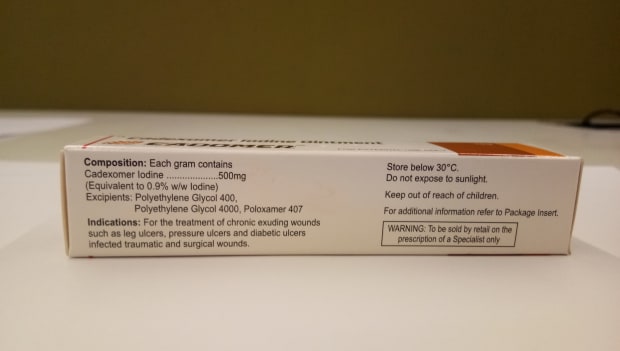 Cadexomer Iodine Ointment
CADOMER
Composition: Each gram contains
Cadexomer Iodine ...................500mg
(Equivalent to 0.9% w/w Iodine)
Excipients: Polyethylene Glycol 400,
Polyethylene Glycol 4000, Poloxamer 407
Indications: For the treatment of chronic exuding wounds
such as leg ulcers, pressure ulcers and diabetic ulcers
infected traumatic and surgical wounds.
Store below 30°C.
Do not expose to sunlight.
Keep out of reach of children.
For additional information refer to Package Insert.
WARNING: To be sold by retail on the
prescription of a Specialist only